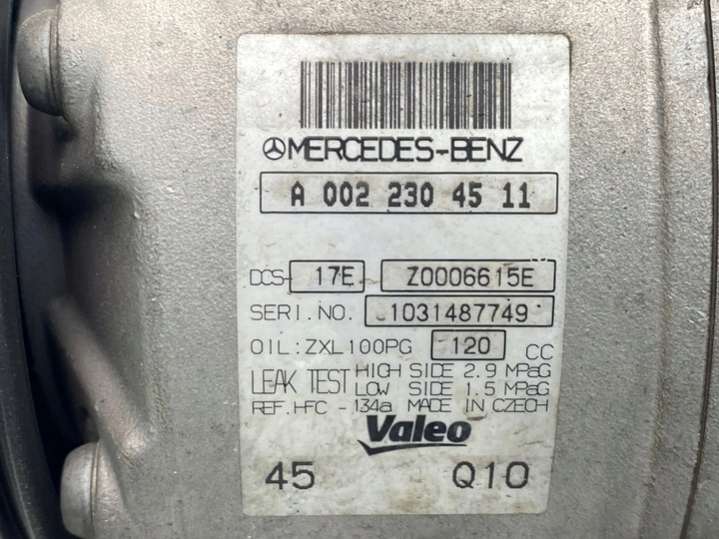 MERCEDES-BENZ
A 002 230 45 11
DCS- 17E Z0006615E
SERI.NO. 1031487749
OIL:ZXL100PG 120 CC
LEAK TEST HIGH SIDE 2.9 MPaG
LOW SIDE 1.5 MPaG
REF.HFC -134a MADE IN CZECH
Valeo
45 Q10